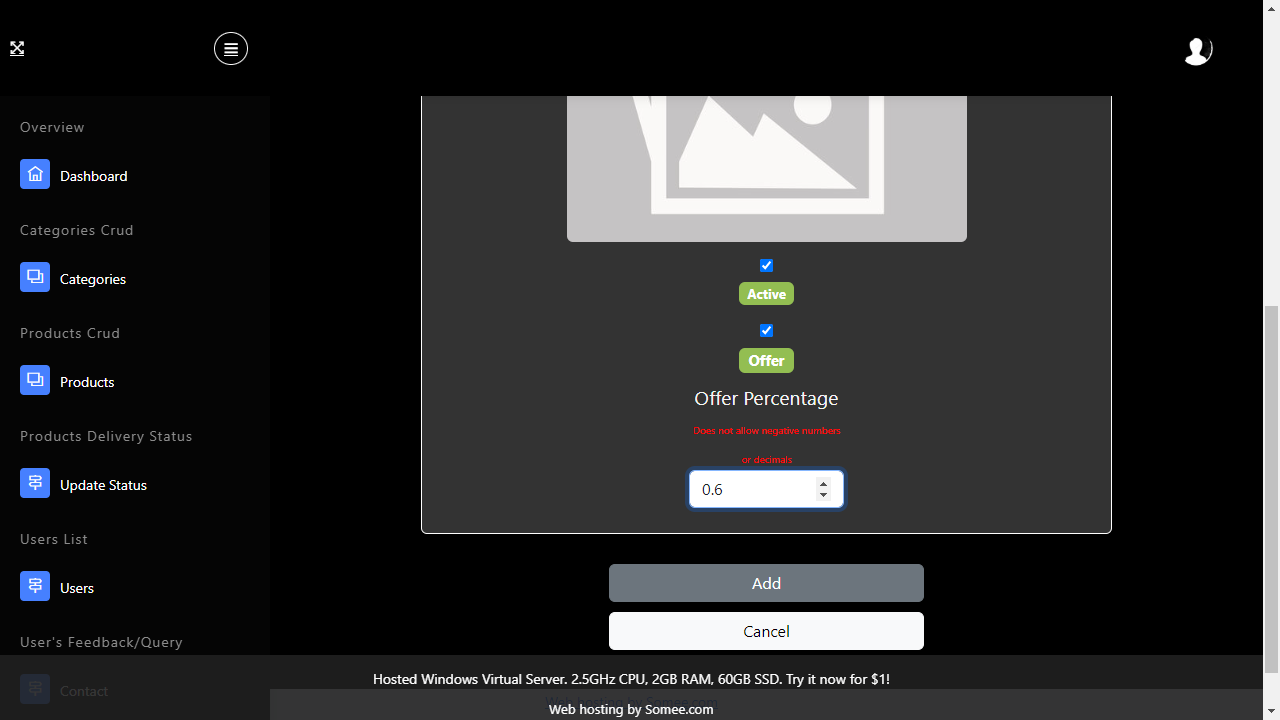 Overview
Dashboard
Categories Crud
Categories
Products Crud
Products
Products Delivery Status
Update Status
Users List
Users
User's Feedback/Query
Contact
Active
Offer
Offer Percentage
Does not allow negative numbers
or decimals
0.6
Add
Cancel
Hosted Windows Virtual Server. 2.5GHz CPU, 2GB RAM, 60GB SSD. Try it now for $1!
Web hosting by Somee.com